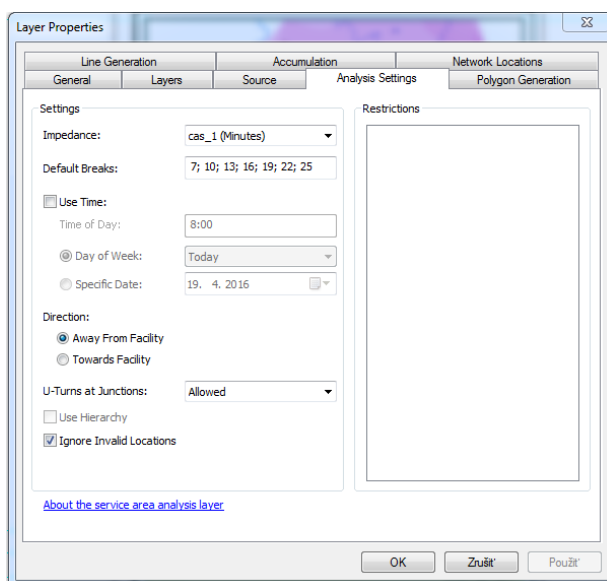 Layer Properties
Line Generation Accumulation Network Locations
General Layers Source Analysis Settings Polygon Generation
Settings
Impedance: cas_1 (Minutes)
Default Breaks: 7; 10; 13; 16; 19; 22; 25
Use Time:
Time of Day: 8:00
Day of Week: Today
Specific Date: 19. 4. 2016
Direction:
Away From Facility
Towards Facility
U-Turns at Junctions: Allowed
Use Hierarchy
Ignore Invalid Locations
Restrictions
About the service area analysis layer
OK Zrušiť Použiť